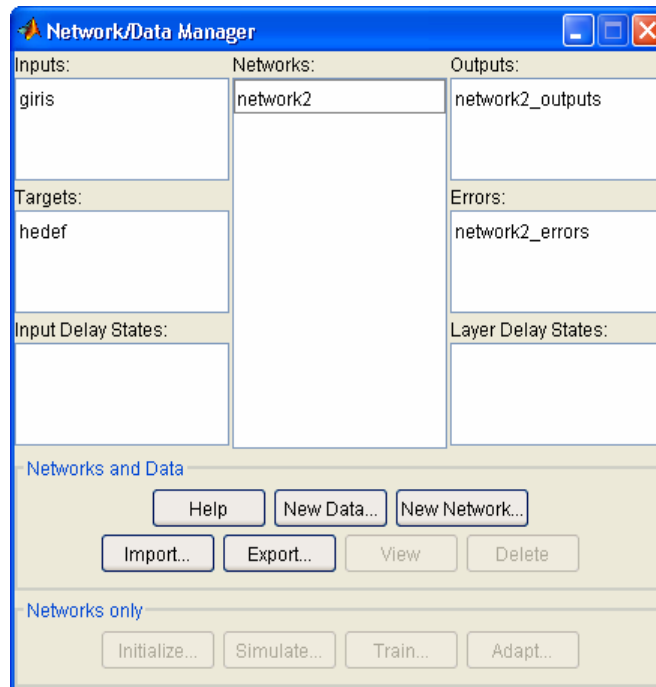 Network/Data Manager
Inputs:
giris
Networks:
network2
Outputs:
network2_outputs
Targets:
hedef
Errors:
network2_errors
Input Delay States:
Layer Delay States:
Networks and Data
Help
New Data...
New Network...
Import...
Export...
View
Delete
Networks only
Initialize...
Simulate...
Train...
Adapt...